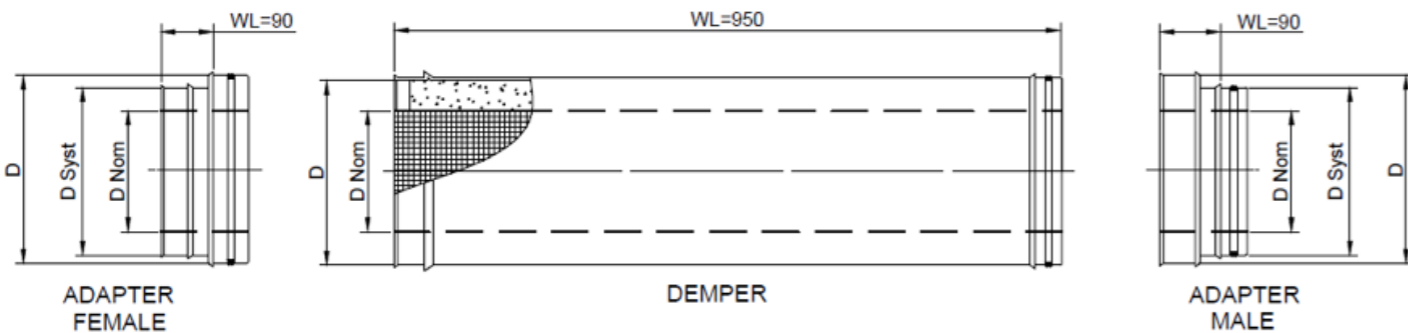 WL=90
D
D Syst
D Nom
ADAPTER
FEMALE
WL=950
D
D Nom
DEMPER
WL=90
D Nom
D Syst
D
ADAPTER
MALE